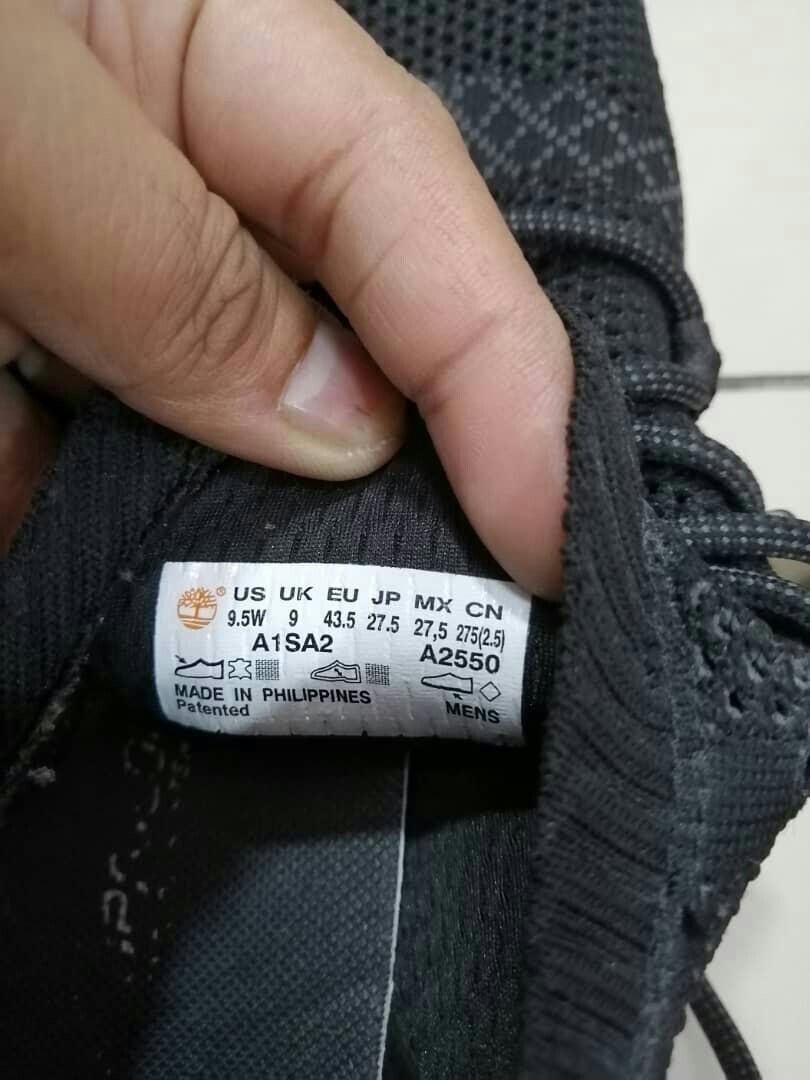 ® US UK EU JP MX CN
9.5W 9 43.5 27.5 27,5 275(2.5)
A1SA2 A2550
MADE IN PHILIPPINES
Patented MENS